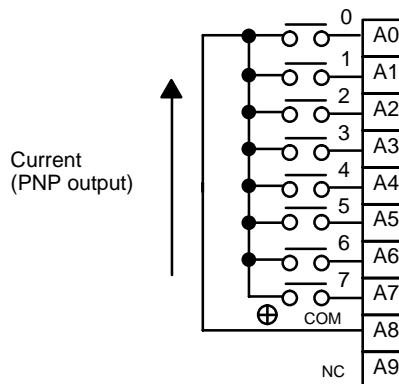 0
A0
1
A1
2
A2
3
A3
Current
(PNP output)
4
A4
5
A5
6
A6
7
A7
COM
A8
NC
A9